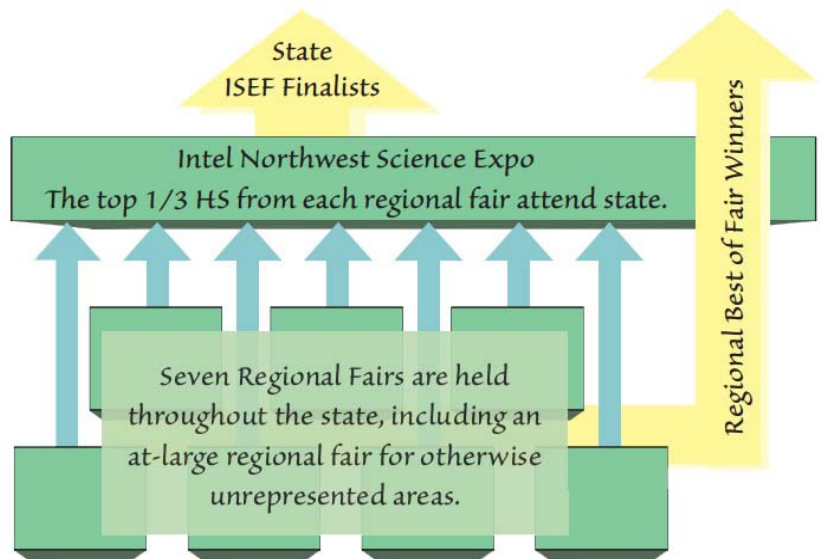 State
ISEF Finalists
Intel Northwest Science Expo
The top 1/3 HS from each regional fair attend state.
Regional Best of Fair Winners
Seven Regional Fairs are held
throughout the state, including an
at-large regional fair for otherwise
unrepresented areas.